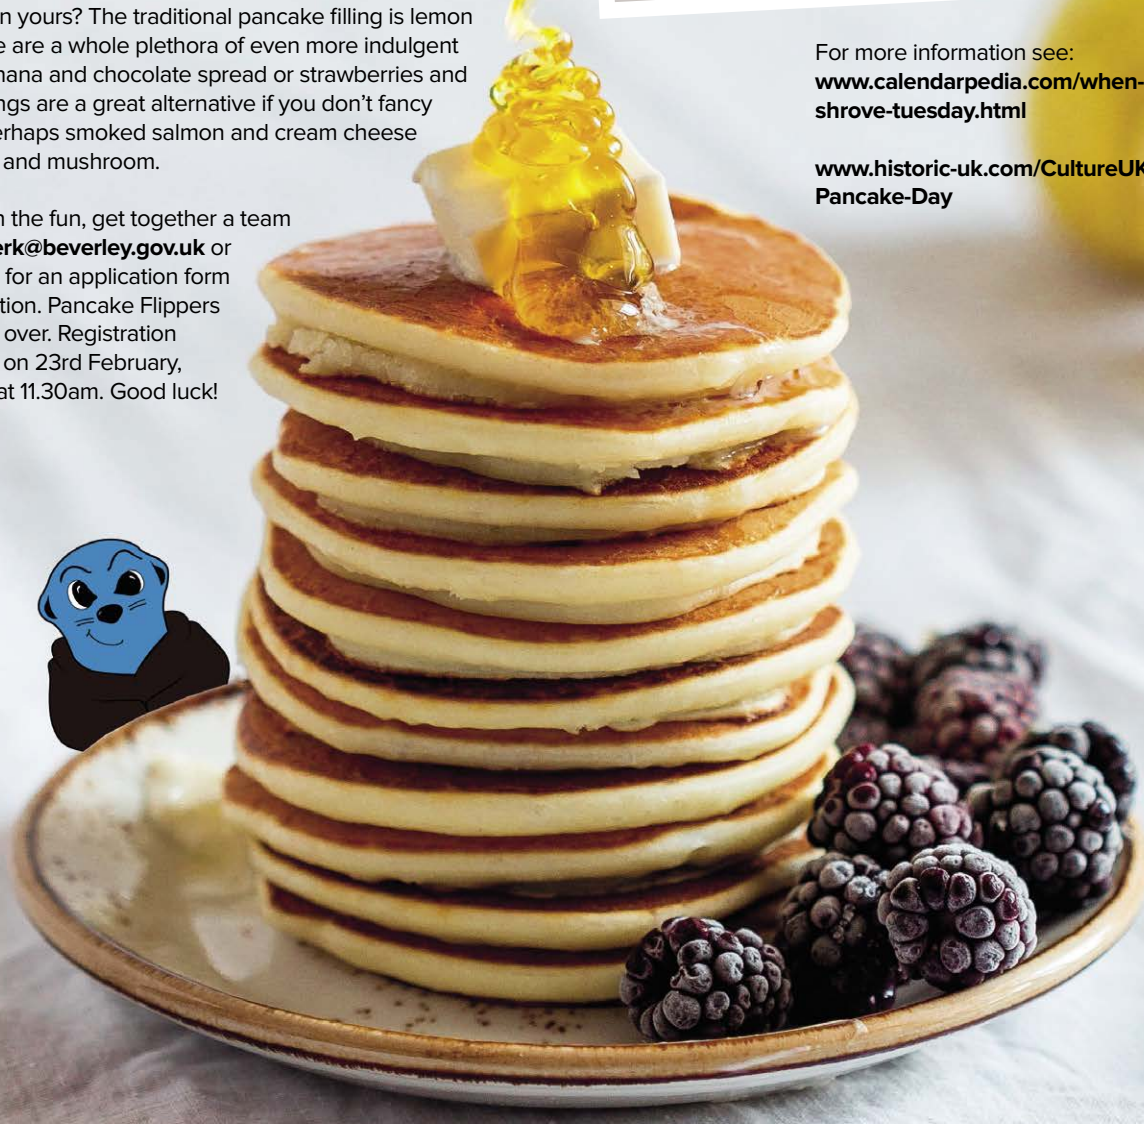 n yours? The traditional pancake filling is lemon
e are a whole plethora of even more indulgent
nana and chocolate spread or strawberries and
ngs are a great alternative if you don't fancy
erhaps smoked salmon and cream cheese
and mushroom.
n the fun, get together a team
erk@beverley.gov.uk or
for an application form
tion. Pancake Flippers
over. Registration
on 23rd February,
at 11.30am. Good luck!
For more information see:
www.calendarpedia.com/when-
shrove-tuesday.html
www.historic-uk.com/CultureUK
Pancake-Day